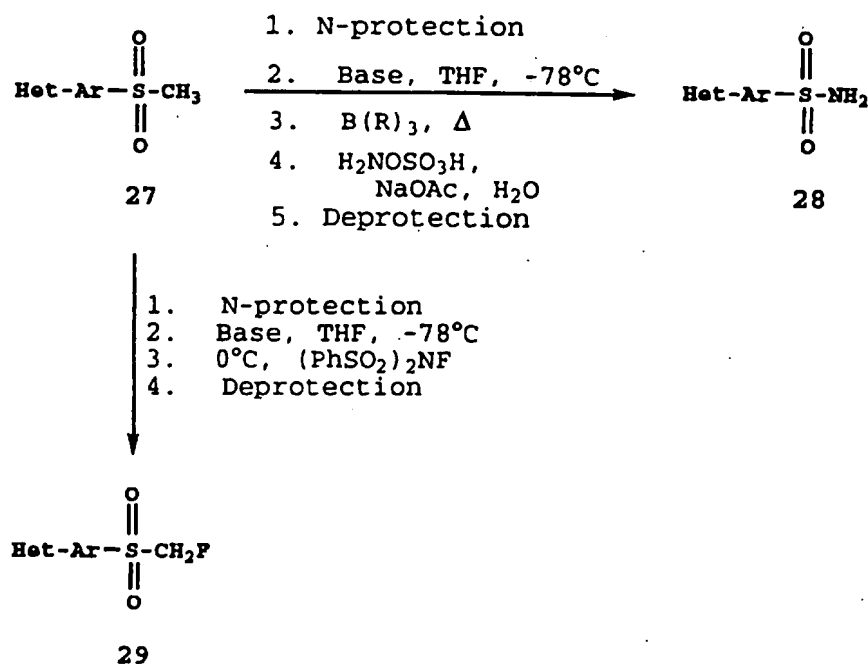 1. N-protection
2. Base, THF, -78°C
3. B(R)₃, Δ
4. H₂NOSO₃H,
NaOAc, H₂O
5. Deprotection
O
Het-Ar-S-CH₃
O
27
O
Het-Ar-S-NH₂
O
28
1. N-protection
2. Base, THF, -78°C
3. 0°C, (PhSO₂)₂NF
4. Deprotection
O
Het-Ar-S-CH₂F
O
29